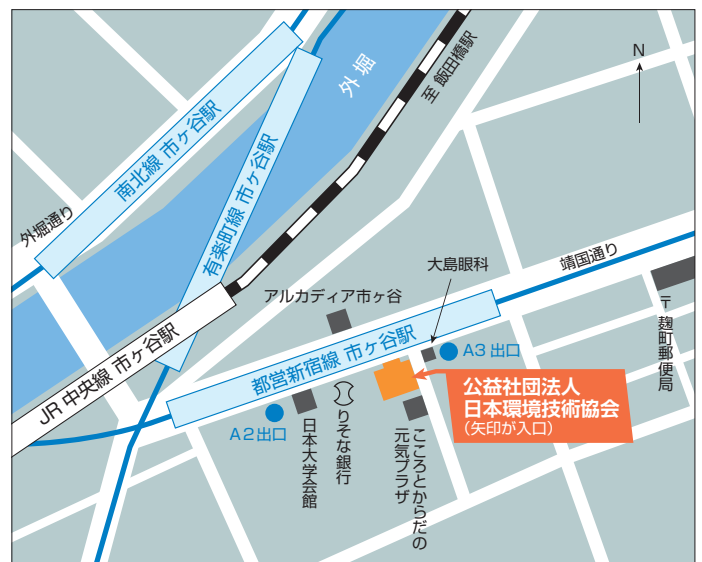 外堀
至 飯田橋駅
N
南北線 市ヶ谷駅
外堀通り
有楽町線 市ヶ谷駅
靖国通り
大島眼科
アルカディア市ヶ谷
JR 中央線 市ヶ谷駅
都営新宿線 市ヶ谷駅
A3 出口
〒麹町郵便局
公益社団法人
日本環境技術協会
(矢印が入口)
A2出口
日本大学会館
りそな銀行
こころとからだの
元気プラザ